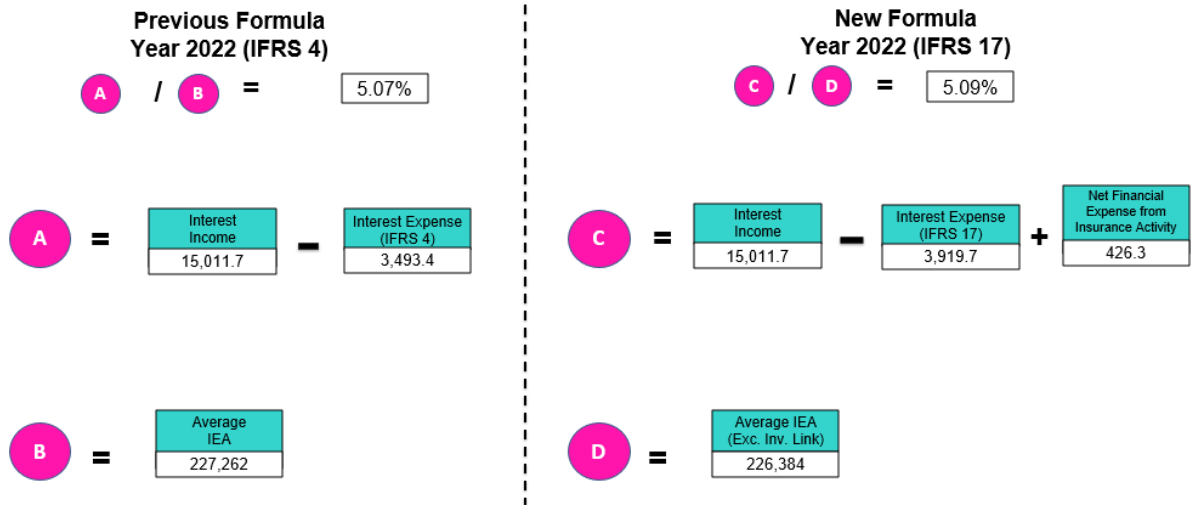 Previous Formula
Year 2022 (IFRS 4)
A / B = 5.07%
A = Interest
Income
15,011.7
- Interest Expense
(IFRS 4)
3,493.4
B = Average
IEA
227,262
New Formula
Year 2022 (IFRS 17)
C / D = 5.09%
C = Interest
Income
15,011.7
- Interest Expense
(IFRS 17)
3,919.7
+ Net Financial
Expense from
Insurance Activity
426.3
D = Average IEA
(Exc. Inv. Link)
226,384